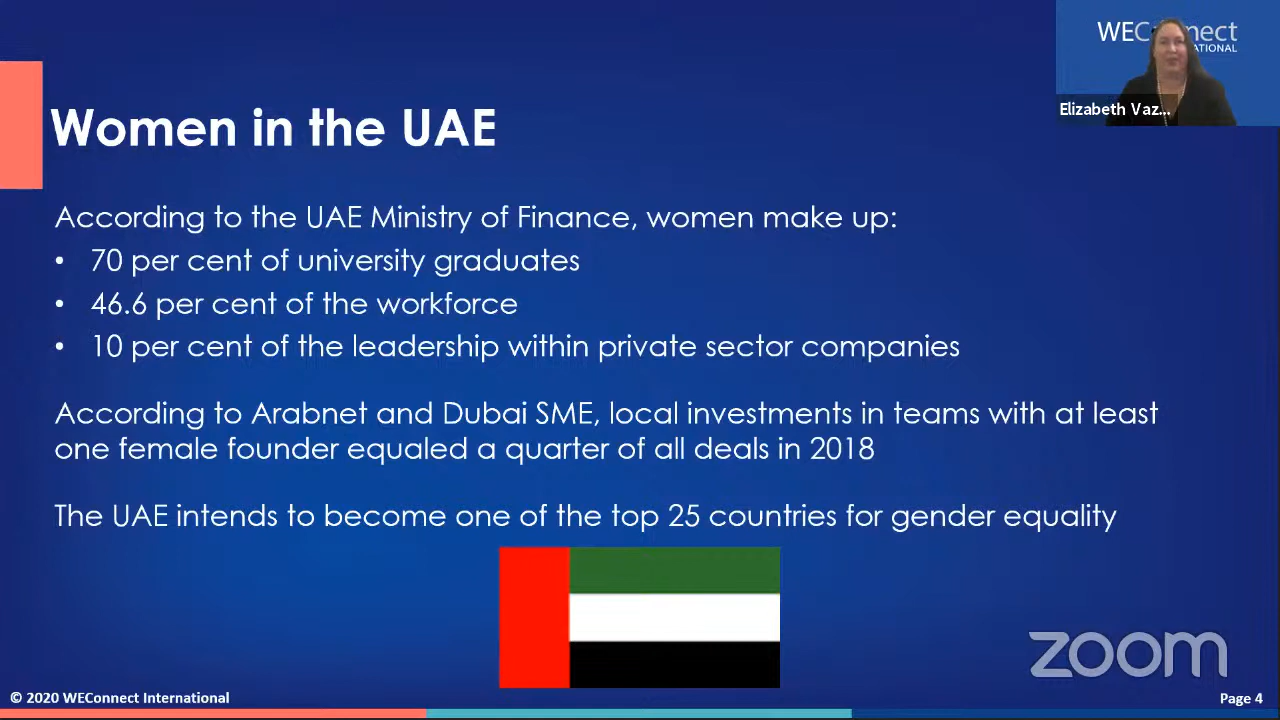 WEC nnect
TIONAL
Elizabeth Vaz...
Women in the UAE
According to the UAE Ministry of Finance, women make up:
• 70 per cent of university graduates
• 46.6 per cent of the workforce
• 10 per cent of the leadership within private sector companies
According to Arabnet and Dubai SME, local investments in teams with at least
one female founder equaled a quarter of all deals in 2018
The UAE intends to become one of the top 25 countries for gender equality
zoom
© 2020 WEConnect International
Page 4